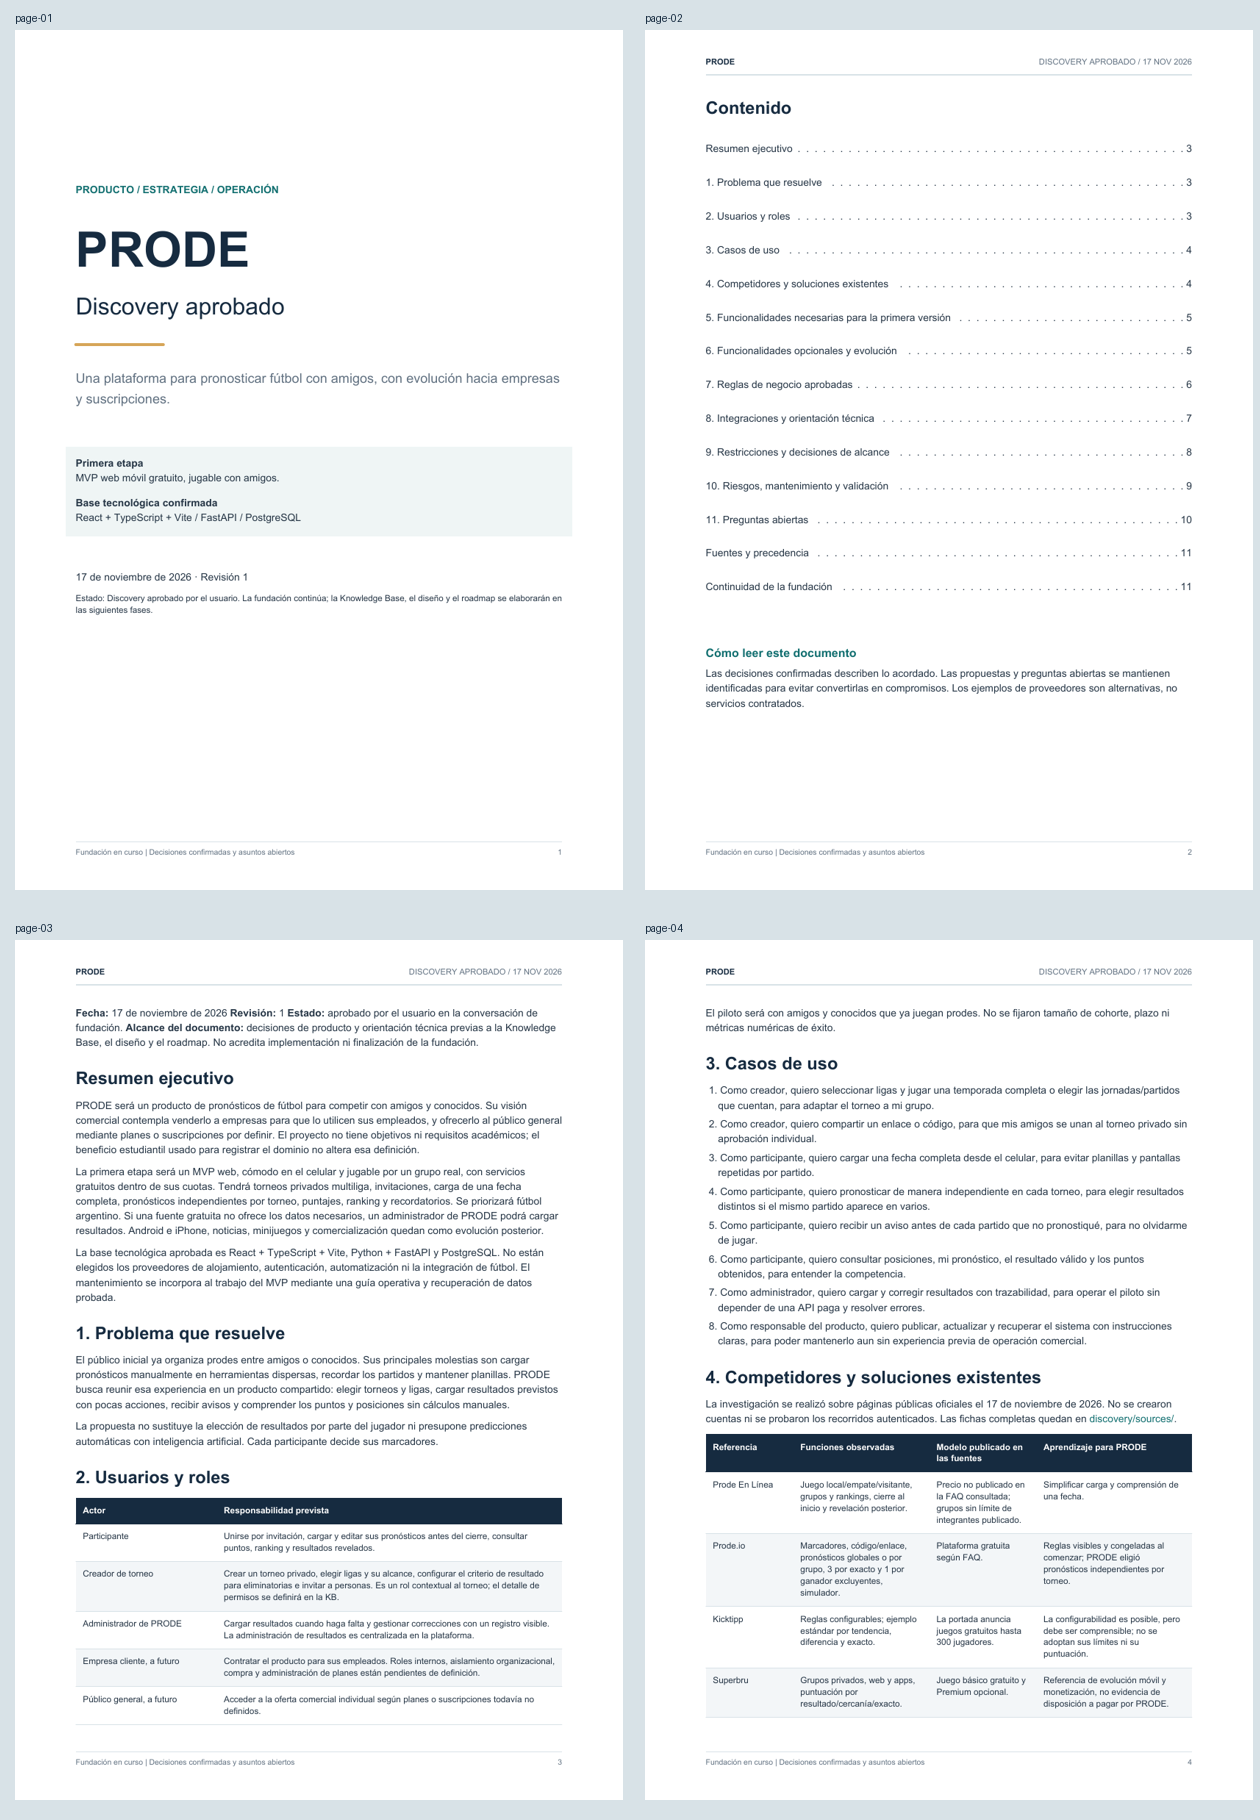 page-01
PRODUCTO / ESTRATEGIA / OPERACIÓN
PRODE
Discovery aprobado
Una plataforma para pronosticar fútbol con amigos, con evolución hacia empresas
y suscripciones.
Primera etapa
MVP web móvil gratuito, jugable con amigos.
Base tecnológica confirmada
React + TypeScript + Vite / FastAPI / PostgreSQL
17 de noviembre de 2026 · Revisión 1
Estado: Discovery aprobado por el usuario. La fundación continúa; la Knowledge Base, el diseño y el roadmap se elaborarán en
las siguientes fases.
Fundación en curso | Decisiones confirmadas y asuntos abiertos 1
page-02
PRODE DISCOVERY APROBADO / 17 NOV 2026
Contenido
Resumen ejecutivo . . . . . . . . . . . . . . . . . . . . . . . . . . . . . . . . . . . . . . . . . . . . . . . . . . . . . . . 3
1. Problema que resuelve . . . . . . . . . . . . . . . . . . . . . . . . . . . . . . . . . . . . . . . . . . . . . . . . . . 3
2. Usuarios y roles . . . . . . . . . . . . . . . . . . . . . . . . . . . . . . . . . . . . . . . . . . . . . . . . . . . . . . . 3
3. Casos de uso . . . . . . . . . . . . . . . . . . . . . . . . . . . . . . . . . . . . . . . . . . . . . . . . . . . . . . . . 4
4. Competidores y soluciones existentes . . . . . . . . . . . . . . . . . . . . . . . . . . . . . . . . . . . . . . . . 4
5. Funcionalidades necesarias para la primera versión . . . . . . . . . . . . . . . . . . . . . . . . . . . . . . . . 5
6. Funcionalidades opcionales y evolución . . . . . . . . . . . . . . . . . . . . . . . . . . . . . . . . . . . . . . . 5
7. Reglas de negocio aprobadas . . . . . . . . . . . . . . . . . . . . . . . . . . . . . . . . . . . . . . . . . . . . . . 6
8. Integraciones y orientación técnica . . . . . . . . . . . . . . . . . . . . . . . . . . . . . . . . . . . . . . . . . . . 7
9. Restricciones y decisiones de alcance . . . . . . . . . . . . . . . . . . . . . . . . . . . . . . . . . . . . . . . . . 8
10. Riesgos, mantenimiento y validación . . . . . . . . . . . . . . . . . . . . . . . . . . . . . . . . . . . . . . . . . 9
11. Preguntas abiertas . . . . . . . . . . . . . . . . . . . . . . . . . . . . . . . . . . . . . . . . . . . . . . . . . . . . 10
Fuentes y precedencia . . . . . . . . . . . . . . . . . . . . . . . . . . . . . . . . . . . . . . . . . . . . . . . . . . . . 11
Continuidad de la fundación . . . . . . . . . . . . . . . . . . . . . . . . . . . . . . . . . . . . . . . . . . . . . . . . 11
Cómo leer este documento
Las decisiones confirmadas describen lo acordado. Las propuestas y preguntas abiertas se mantienen
identificadas para evitar convertirlas en compromisos. Los ejemplos de proveedores son alternativas, no
servicios contratados.
Fundación en curso | Decisiones confirmadas y asuntos abiertos 2
page-03
PRODE DISCOVERY APROBADO / 17 NOV 2026
Fecha: 17 de noviembre de 2026 Revisión: 1 Estado: aprobado por el usuario en la conversación de
fundación. Alcance del documento: decisiones de producto y orientación técnica previas a la Knowledge
Base, el diseño y el roadmap. No acredita implementación ni finalización de la fundación.
Resumen ejecutivo
PRODE será un producto de pronósticos de fútbol para competir con amigos y conocidos. Su visión
comercial contempla venderlo a empresas para que lo utilicen sus empleados, y ofrecerlo al público general
mediante planes o suscripciones por definir. El proyecto no tiene objetivos ni requisitos académicos; el
beneficio estudiantil usado para registrar el dominio no altera esa definición.
La primera etapa será un MVP web, cómodo en el celular y jugable por un grupo real, con servicios
gratuitos dentro de sus cuotas. Tendrá torneos privados multiliga, invitaciones, carga de una fecha
completa, pronósticos independientes por torneo, puntajes, ranking y recordatorios. Se priorizará fútbol
argentino. Si una fuente gratuita no ofrece los datos necesarios, un administrador de PRODE podrá cargar
resultados. Android e iPhone, noticias, minijuegos y comercialización quedan como evolución posterior.
La base tecnológica aprobada es React + TypeScript + Vite, Python + FastAPI y PostgreSQL. No están
elegidos los proveedores de alojamiento, autenticación, automatización ni la integración de fútbol. El
mantenimiento se incorpora al trabajo del MVP mediante una guía operativa y recuperación de datos
probada.
1. Problema que resuelve
El público inicial ya organiza prodes entre amigos o conocidos. Sus principales molestias son cargar
pronósticos manualmente en herramientas dispersas, recordar los partidos y mantener planillas. PRODE
busca reunir esa experiencia en un producto compartido: elegir torneos y ligas, cargar resultados previstos
con pocas acciones, recibir avisos y comprender los puntos y posiciones sin cálculos manuales.
La propuesta no sustituye la elección de resultados por parte del jugador ni presupone predicciones
automáticas con inteligencia artificial. Cada participante decide sus marcadores.
2. Usuarios y roles
Actor Responsabilidad prevista
Participante Unirse por invitación, cargar y editar sus pronósticos antes del cierre, consultar
puntos, ranking y resultados revelados.
Creador de torneo Crear un torneo privado, elegir ligas y su alcance, configurar el criterio de resultado
para eliminatorias e invitar a personas. Es un rol contextual al torneo; el detalle de
permisos se definirá en la KB.
Administrador de PRODE Cargar resultados cuando haga falta y gestionar correcciones con un registro visible.
La administración de resultados es centralizada en la plataforma.
Empresa cliente, a futuro Contratar el producto para sus empleados. Roles internos, aislamiento organizacional,
compra y administración de planes están pendientes de definición.
Público general, a futuro Acceder a la oferta comercial individual según planes o suscripciones todavía no
definidos.
Fundación en curso | Decisiones confirmadas y asuntos abiertos 3
page-04
PRODE DISCOVERY APROBADO / 17 NOV 2026
El piloto será con amigos y conocidos que ya juegan prodes. No se fijaron tamaño de cohorte, plazo ni
métricas numéricas de éxito.
3. Casos de uso
1. Como creador, quiero seleccionar ligas y jugar una temporada completa o elegir las jornadas/partidos
que cuentan, para adaptar el torneo a mi grupo.
2. Como creador, quiero compartir un enlace o código, para que mis amigos se unan al torneo privado sin
aprobación individual.
3. Como participante, quiero cargar una fecha completa desde el celular, para evitar planillas y pantallas
repetidas por partido.
4. Como participante, quiero pronosticar de manera independiente en cada torneo, para elegir resultados
distintos si el mismo partido aparece en varios.
5. Como participante, quiero recibir un aviso antes de cada partido que no pronostiqué, para no olvidarme
de jugar.
6. Como participante, quiero consultar posiciones, mi pronóstico, el resultado válido y los puntos
obtenidos, para entender la competencia.
7. Como administrador, quiero cargar y corregir resultados con trazabilidad, para operar el piloto sin
depender de una API paga y resolver errores.
8. Como responsable del producto, quiero publicar, actualizar y recuperar el sistema con instrucciones
claras, para poder mantenerlo aun sin experiencia previa de operación comercial.
4. Competidores y soluciones existentes
La investigación se realizó sobre páginas públicas oficiales el 17 de noviembre de 2026. No se crearon
cuentas ni se probaron los recorridos autenticados. Las fichas completas quedan en discovery/sources/.
Referencia Funciones observadas Modelo publicado en
las fuentes Aprendizaje para PRODE
Prode En Línea Juego local/empate/visitante,
grupos y rankings, cierre al
inicio y revelación posterior. Precio no publicado en
la FAQ consultada;
grupos sin límite de
integrantes publicado. Simplificar carga y comprensión de
una fecha.
Prode.io Marcadores, código/enlace,
pronósticos globales o por
grupo, 3 por exacto y 1 por
ganador excluyentes,
simulador. Plataforma gratuita
según FAQ. Reglas visibles y congeladas al
comenzar; PRODE eligió
pronósticos independientes por
torneo.
Kicktipp Reglas configurables; ejemplo
estándar por tendencia,
diferencia y exacto. La portada anuncia
juegos gratuitos hasta
300 jugadores. La configurabilidad es posible, pero
debe ser comprensible; no se
adoptan sus límites ni su
puntuación.
Superbru Grupos privados, web y apps,
puntuación por
resultado/cercanía/exacto. Juego básico gratuito y
Premium opcional. Referencia de evolución móvil y
monetización, no evidencia de
disposición a pagar por PRODE.
Fundación en curso | Decisiones confirmadas y asuntos abiertos 4